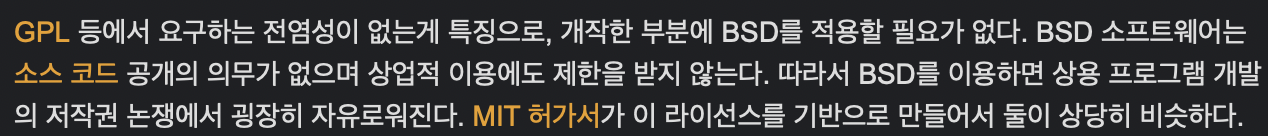 GPL 등에서 요구하는 전염성이 없는게 특징으로, 개작한 부분에 BSD를 적용할 필요가 없다. BSD 소프트웨어는
소스 코드 공개의 의무가 없으며 상업적 이용에도 제한을 받지 않는다. 따라서 BSD를 이용하면 상용 프로그램 개발
의 저작권 논쟁에서 굉장히 자유로워진다. MIT 허가서가 이 라이선스를 기반으로 만들어서 둘이 상당히 비슷하다.